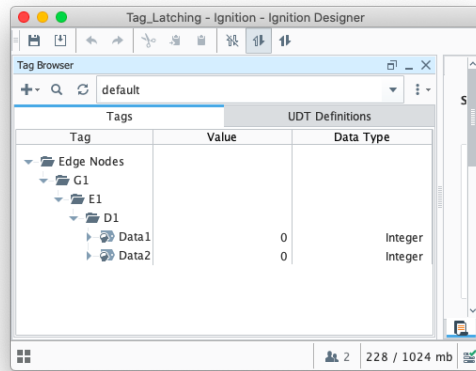 Tag_Latching - Ignition - Ignition Designer
Tag Browser
default
Tags UDT Definitions
Tag Value Data Type
Edge Nodes
G1
E1
D1
Data1 0 Integer
Data2 0 Integer
2 228 / 1024 mb